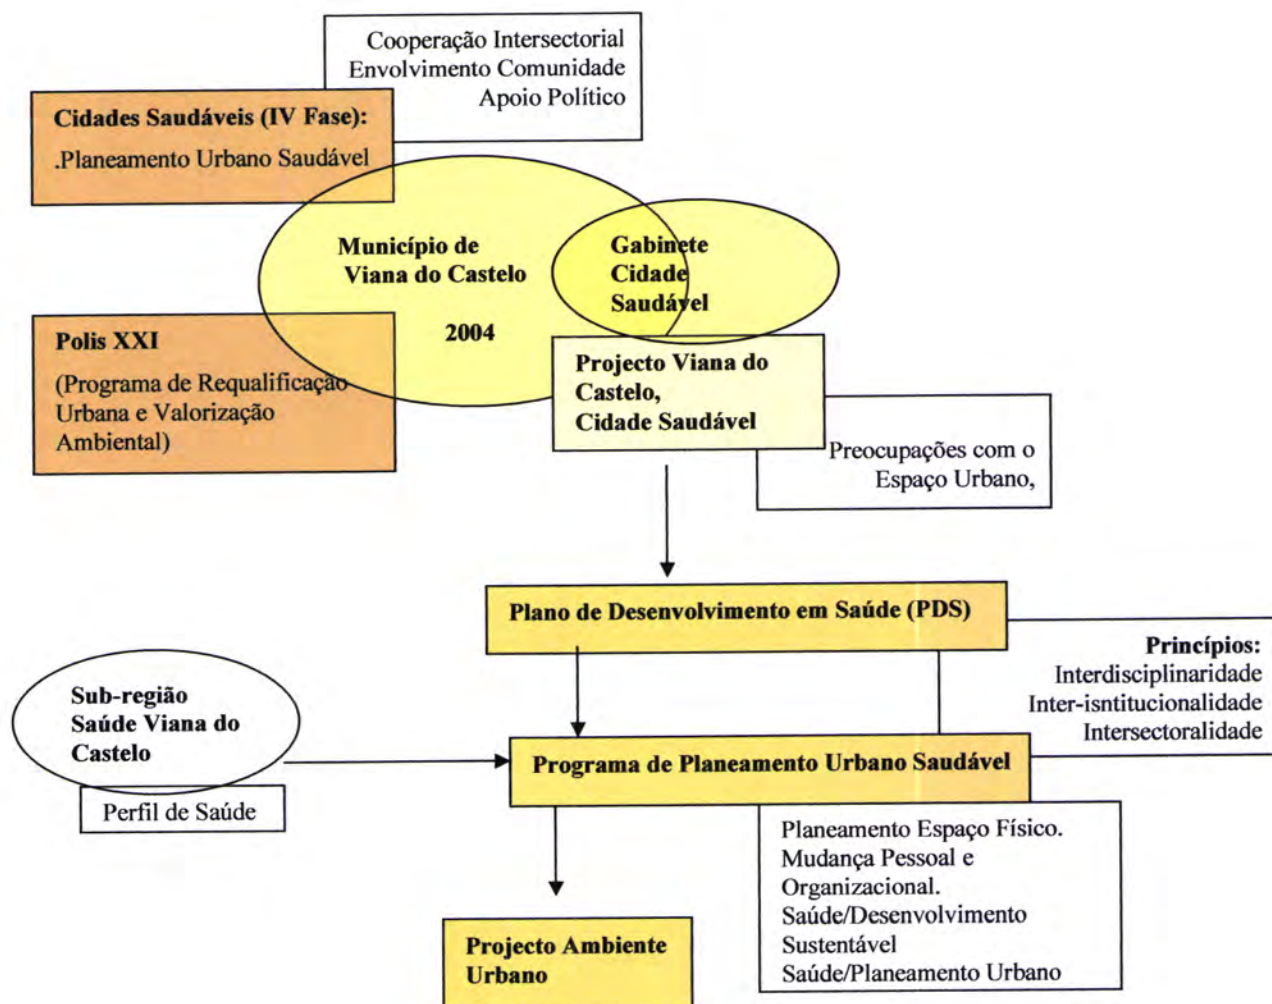 Cooperação Intersectorial
Envolvimento Comunidade
Apoio Político
Cidades Saudáveis (IV Fase):
.Planeamento Urbano Saudável
Município de
Viana do Castelo
2004
Gabinete
Cidade
Saudável
Polis XXI
(Programa de Requalificação
Urbana e Valorização
Ambiental)
Projecto Viana do
Castelo,
Cidade Saudável
Preocupações com o
Espaço Urbano,
Plano de Desenvolvimento em Saúde (PDS)
Princípios:
Interdisciplinaridade
Inter-isntitucionalidade
Intersectoralidade
Sub-região
Saúde Viana do
Castelo
Perfil de Saúde
Programa de Planeamento Urbano Saudável
Planeamento Espaço Físico.
Mudança Pessoal e
Organizacional.
Saúde/Desenvolvimento
Sustentável
Saúde/Planeamento Urbano
Projecto Ambiente
Urbano